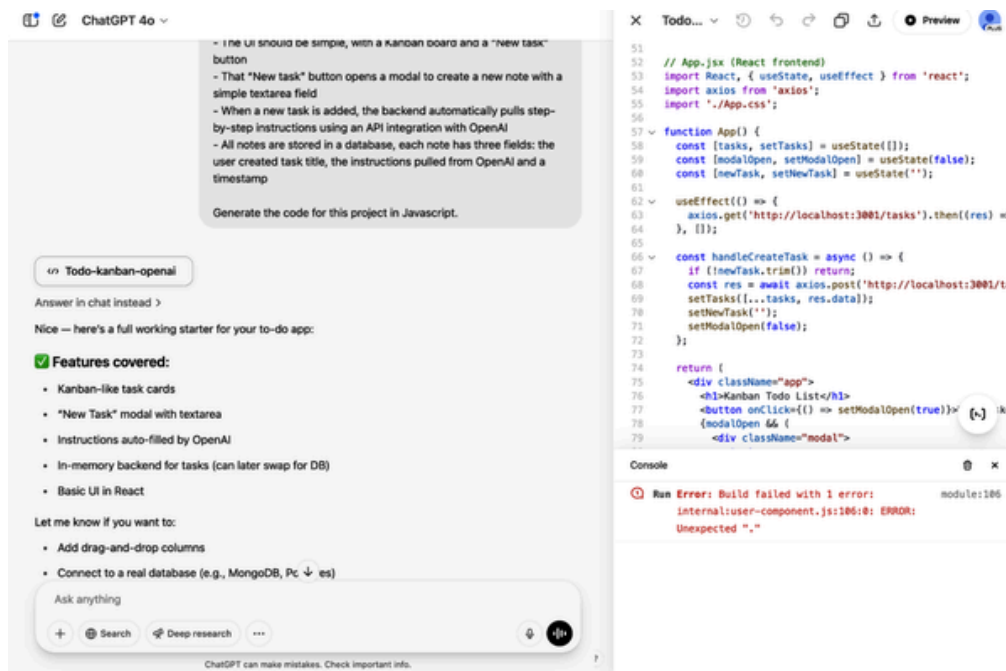 ChatGPT 4o
- The UI should be simple, with a Kanban board and a "New task"
button
- That "New task" button opens a modal to create a new note with a
simple textarea field
- When a new task is added, the backend automatically pulls step-
by-step instructions using an API integration with OpenAI
- All notes are stored in a database, each note has three fields: the
user created task title, the instructions pulled from OpenAI and a
timestamp
Generate the code for this project in Javascript.
Todo-kanban-openai
Answer in chat instead >
Nice — here's a full working starter for your to-do app:
✅ Features covered:
• Kanban-like task cards
• "New Task" modal with textarea
• Instructions auto-filled by OpenAI
• In-memory backend for tasks (can later swap for DB)
• Basic UI in React
Let me know if you want to:
• Add drag-and-drop columns
• Connect to a real database (e.g., MongoDB,
Ask anything
Search
Deep research
ChatGPT can make mistakes. Check important info.
?
Todo...
Preview
PLUS
51
52 // App.jsx (React frontend)
53 import React, { useState, useEffect } from 'react';
54 import axios from 'axios';
55 import './App.css';
56
57 function App() {
58 const [tasks, setTasks] = useState([]);
59 const [modalOpen, setModalOpen] = useState(false);
60 const [newTask, setNewTask] = useState('');
61
62 useEffect(() => {
63 axios.get('http://localhost:3001/tasks').then((res) =
64 }, []);
65
66 const handleCreateTask = async () => {
67 if (!newTask.trim()) return;
68 const res = await axios.post('http://localhost:3001/t
69 setTasks([...tasks, res.data]);
70 setNewTask('');
71 setModalOpen(false);
72 };
73
74 return (
75 <div className="app">
76 <h1>Kanban Todo List</h1>
77 <button onClick={() => setModalOpen(true)}>
78 {modalOpen && (
79 <div className="modal">
Console
Run Error: Build failed with 1 error:
module:106
internal:user-component.js:106:0: ERROR:
Unexpected "."